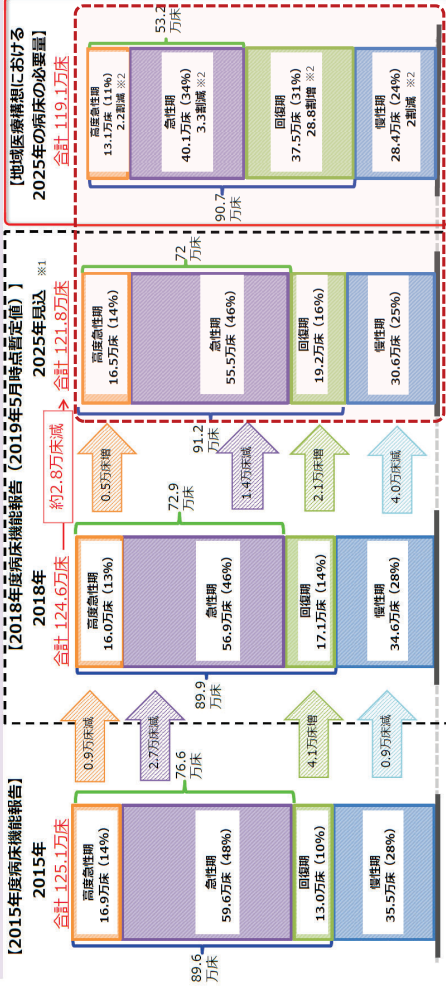 【2015年度病床機能報告】
2015年
合計 125.1万床
高度急性期
16.9万床（14%）
急性期
59.6万床（48%）
回復期
13.0万床（10%）
慢性期
35.5万床（28%）
89.6
万床
76.6
万床
0.9万床減
2.7万床減
4.1万床増
0.9万床減
【2018年度病床機能報告（2019年5月時点暫定値）】
2018年
合計 124.6万床
高度急性期
16.0万床（13%）
急性期
56.9万床（46%）
回復期
17.1万床（14%）
慢性期
34.6万床（28%）
89.9
万床
72.9
万床
約2.8万床減
0.5万床増
1.4万床減
2.1万床増
4.0万床減
2025年見込 ※1
合計 121.8万床
高度急性期
16.5万床（14%）
急性期
55.5万床（46%）
回復期
19.2万床（16%）
慢性期
30.6万床（25%）
91.2
万床
72
万床
【地域医療構想における
2025年の病床の必要量】
合計 119.1万床
高度急性期
13.1万床（11%）
2.2割減 ※2
急性期
40.1万床（34%）
3.3割減 ※2
回復期
37.5万床（31%）
28.8割増 ※2
慢性期
28.4万床（24%）
2割減 ※2
90.7
万床
53.2
万床